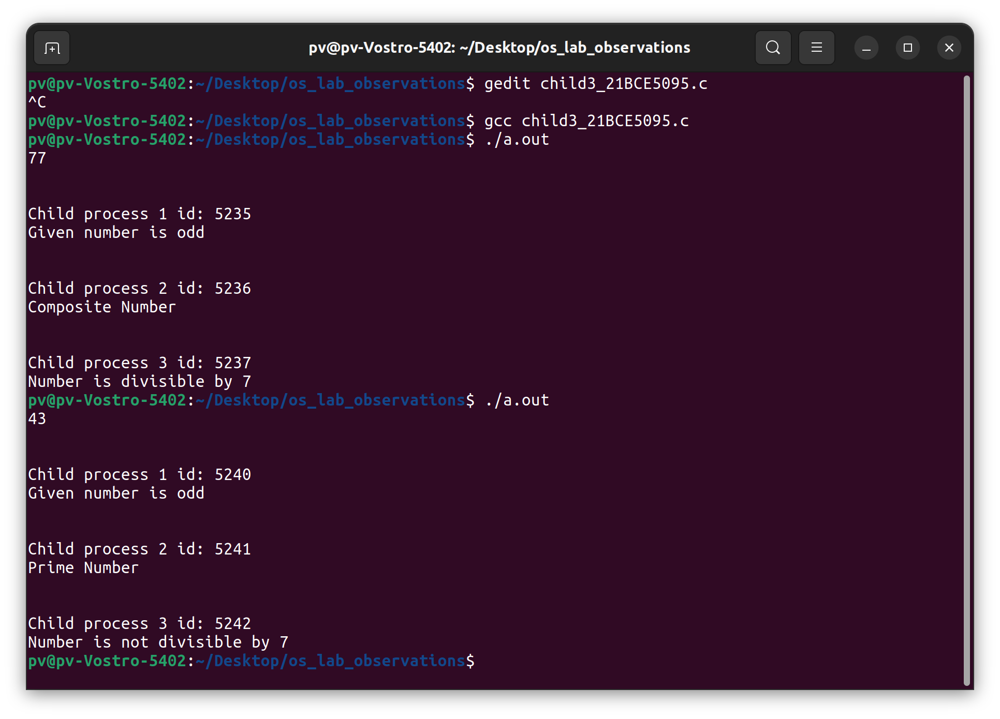 pv@pv-Vostro-5402: ~/Desktop/os_lab_observations
pv@pv-Vostro-5402:~/Desktop/os_lab_observations$ gedit child3_21BCE5095.c
^C
pv@pv-Vostro-5402:~/Desktop/os_lab_observations$ gcc child3_21BCE5095.c
pv@pv-Vostro-5402:~/Desktop/os_lab_observations$ ./a.out
77
Child process 1 id: 5235
Given number is odd
Child process 2 id: 5236
Composite Number
Child process 3 id: 5237
Number is divisible by 7
pv@pv-Vostro-5402:~/Desktop/os_lab_observations$ ./a.out
43
Child process 1 id: 5240
Given number is odd
Child process 2 id: 5241
Prime Number
Child process 3 id: 5242
Number is not divisible by 7
pv@pv-Vostro-5402:~/Desktop/os_lab_observations$